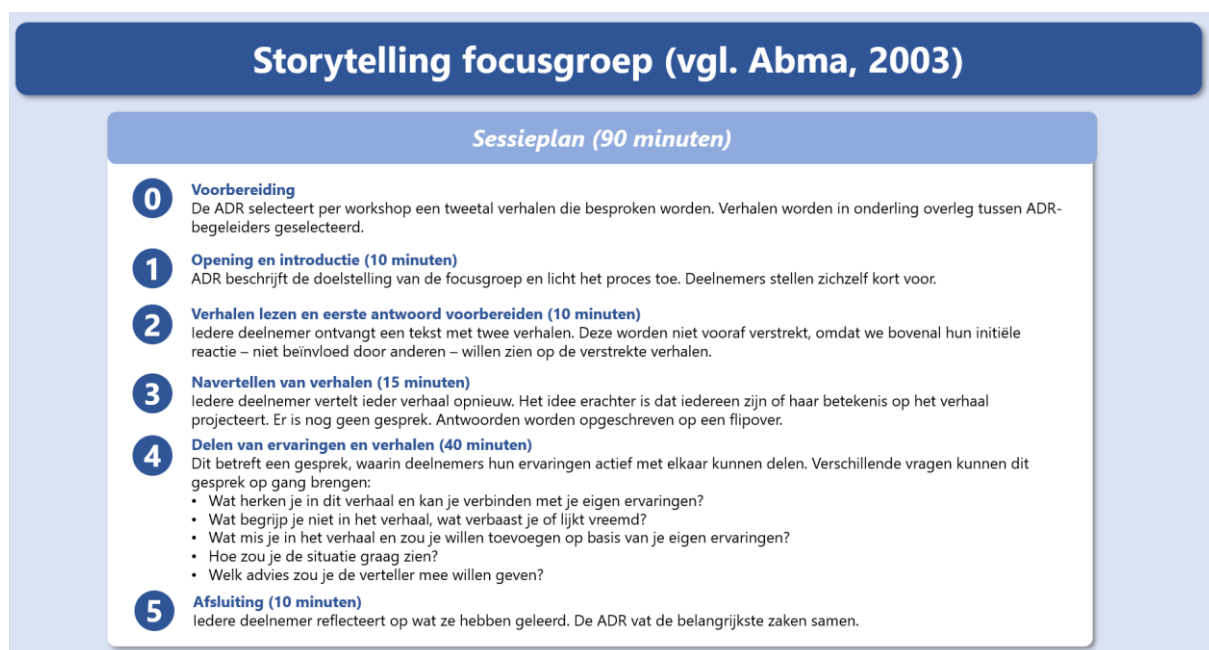 Storytelling focusgroep (vgl. Abma, 2003)
Sessieplan (90 minuten)
0
Voorbereiding
De ADR selecteert per workshop een tweetal verhalen die besproken worden. Verhalen worden in onderling overleg tussen ADR-
begeleiders geselecteerd.
1
Opening en introductie (10 minuten)
ADR beschrijft de doelstelling van de focusgroep en licht het proces toe. Deelnemers stellen zichzelf kort voor.
2
Verhalen lezen en eerste antwoord voorbereiden (10 minuten)
Iedere deelnemer ontvangt een tekst met twee verhalen. Deze worden niet vooraf verstrekt, omdat we bovenal hun initiële
reactie – niet beïnvloed door anderen – willen zien op de verstrekte verhalen.
3
Navertellen van verhalen (15 minuten)
Iedere deelnemer vertelt ieder verhaal opnieuw. Het idee erachter is dat iedereen zijn of haar betekenis op het verhaal
projecteert. Er is nog geen gesprek. Antwoorden worden opgeschreven op een flipover.
4
Delen van ervaringen en verhalen (40 minuten)
Dit betreft een gesprek, waarin deelnemers hun ervaringen actief met elkaar kunnen delen. Verschillende vragen kunnen dit
gesprek op gang brengen:
• Wat herken je in dit verhaal en kan je verbinden met je eigen ervaringen?
• Wat begrijp je niet in het verhaal, wat verbaast je of lijkt vreemd?
• Wat mis je in het verhaal en zou je willen toevoegen op basis van je eigen ervaringen?
• Hoe zou je de situatie graag zien?
• Welk advies zou je de verteller mee willen geven?
5
Afsluiting (10 minuten)
Iedere deelnemer reflecteert op wat ze hebben geleerd. De ADR vat de belangrijkste zaken samen.